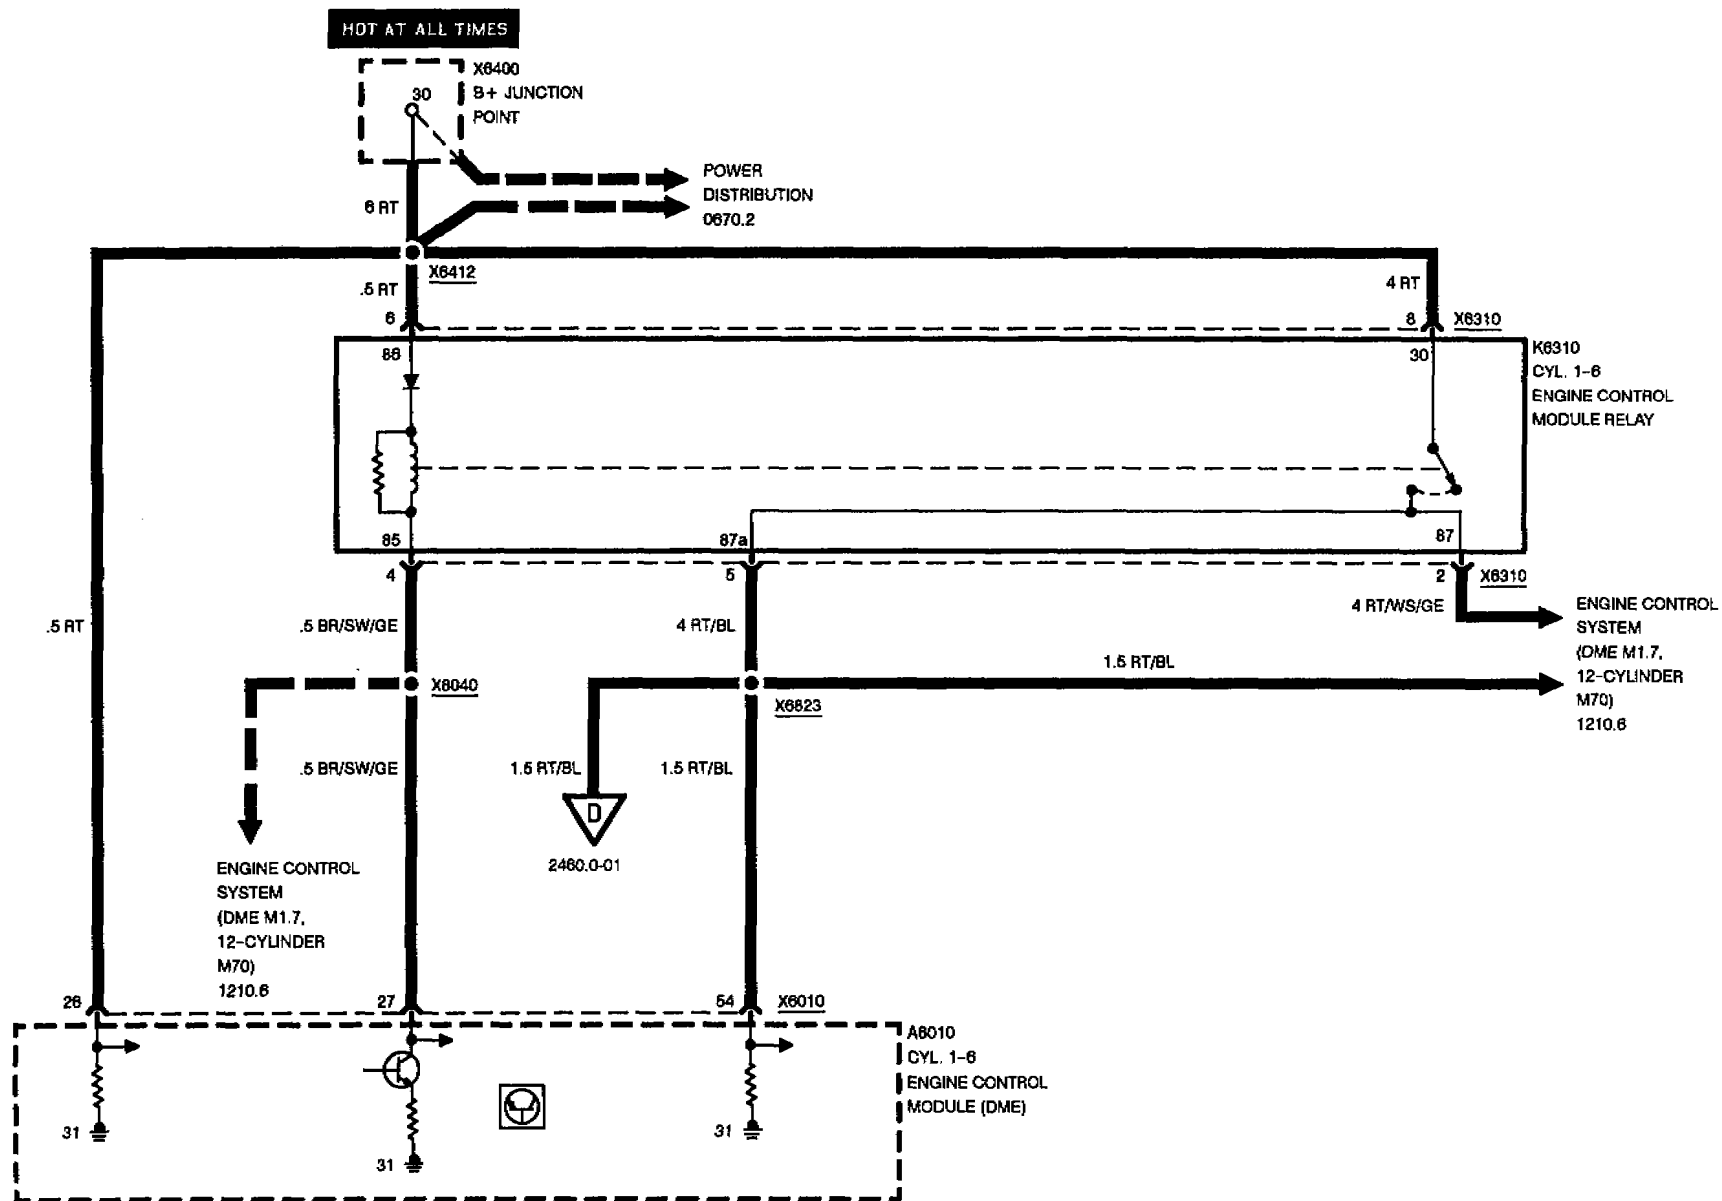 HOT AT ALL TIMES
X6400
B+ JUNCTION
POINT
30
POWER
DISTRIBUTION
0670.2
6 RT
X6412
.5 RT
4 RT
6
8
X6310
86
30
K6310
CYL. 1-6
ENGINE CONTROL
MODULE RELAY
85
87a
87
4
5
2
X6310
.5 RT
.5 BR/SW/GE
4 RT/BL
4 RT/WS/GE
ENGINE CONTROL
SYSTEM
(DME M1.7,
12-CYLINDER
M70)
1210.6
1.5 RT/BL
X6040
X6823
.5 BR/SW/GE
1.5 RT/BL
1.5 RT/BL
D
2460.0-01
ENGINE CONTROL
SYSTEM
(DME M1.7,
12-CYLINDER
M70)
1210.6
26
27
54
X6010
A6010
CYL. 1-6
ENGINE CONTROL
MODULE (DME)
31
31
31